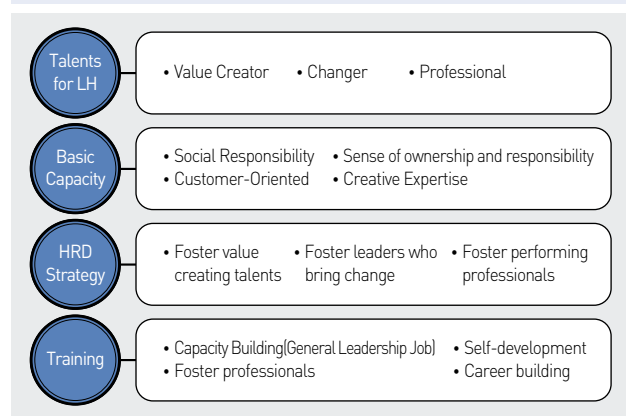 Talents
for LH
• Value Creator • Changer • Professional
Basic
Capacity
• Social Responsibility • Sense of ownership and responsibility
• Customer-Oriented • Creative Expertise
HRD
Strategy
• Foster value • Foster leaders who • Foster performing
creating talents bring change professionals
Training
• Capacity Building(General Leadership Job) • Self-development
• Foster professionals • Career building